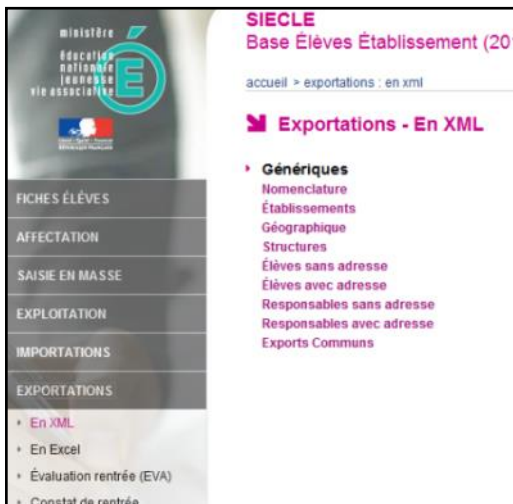 ministère
éducation
nationale
jeunesse
vie associative
É
SIECLE
Base Élèves Établissement (20
accueil > exportations : en xml
Exportations - En XML
Génériques
Nomenclature
Établissements
Géographique
Structures
Élèves sans adresse
Élèves avec adresse
Responsables sans adresse
Responsables avec adresse
Exports Communs
FICHES ÉLÈVES
AFFECTATION
SAISIE EN MASSE
EXPLOITATION
IMPORTATIONS
EXPORTATIONS
En XML
En Excel
Évaluation rentrée (EVA)
Constat de rentrée